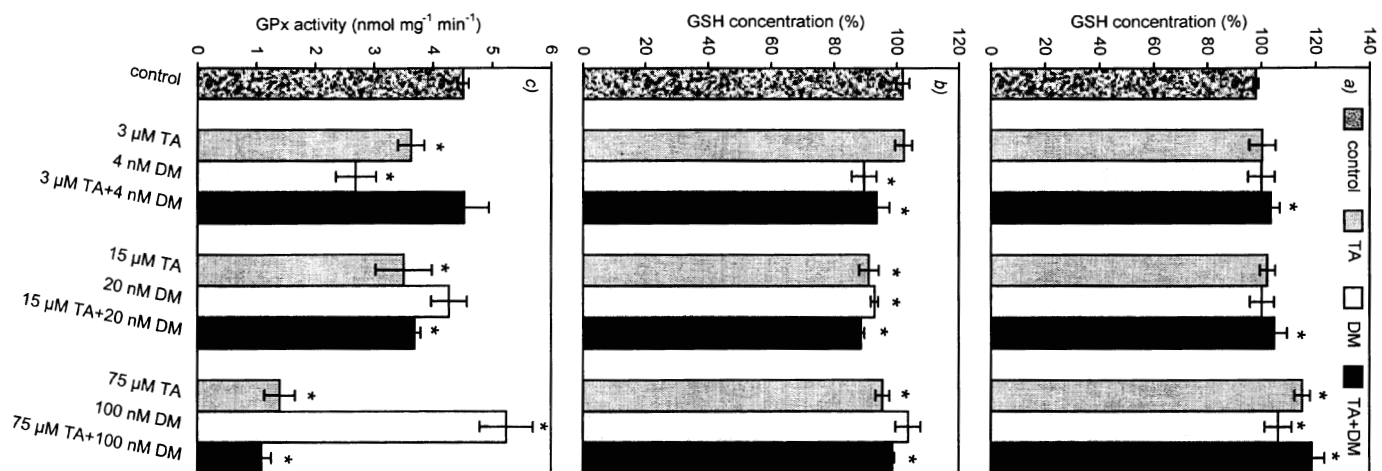 a)
control
TA
DM
TA+DM
GSH concentration (%)
0 20 40 60 80 100 120 140
* * * * *
b)
GSH concentration (%)
0 20 40 60 80 100 120
* * * * * * *
c)
GPx activity (nmol mg⁻¹ min⁻¹)
0 1 2 3 4 5 6
* * * * * * *
control
3 µM TA
4 nM DM
3 µM TA+4 nM DM
15 µM TA
20 nM DM
15 µM TA+20 nM DM
75 µM TA
100 nM DM
75 µM TA+100 nM DM